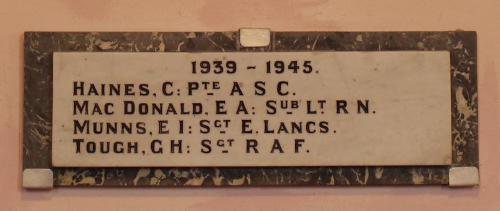 1939 - 1945.
HAINES, C: PTE A S C.
MAC DONALD, E A: SUB LT R N.
MUNNS, E I: SGT E. LANCS.
TOUGH, G H: SGT R A F.